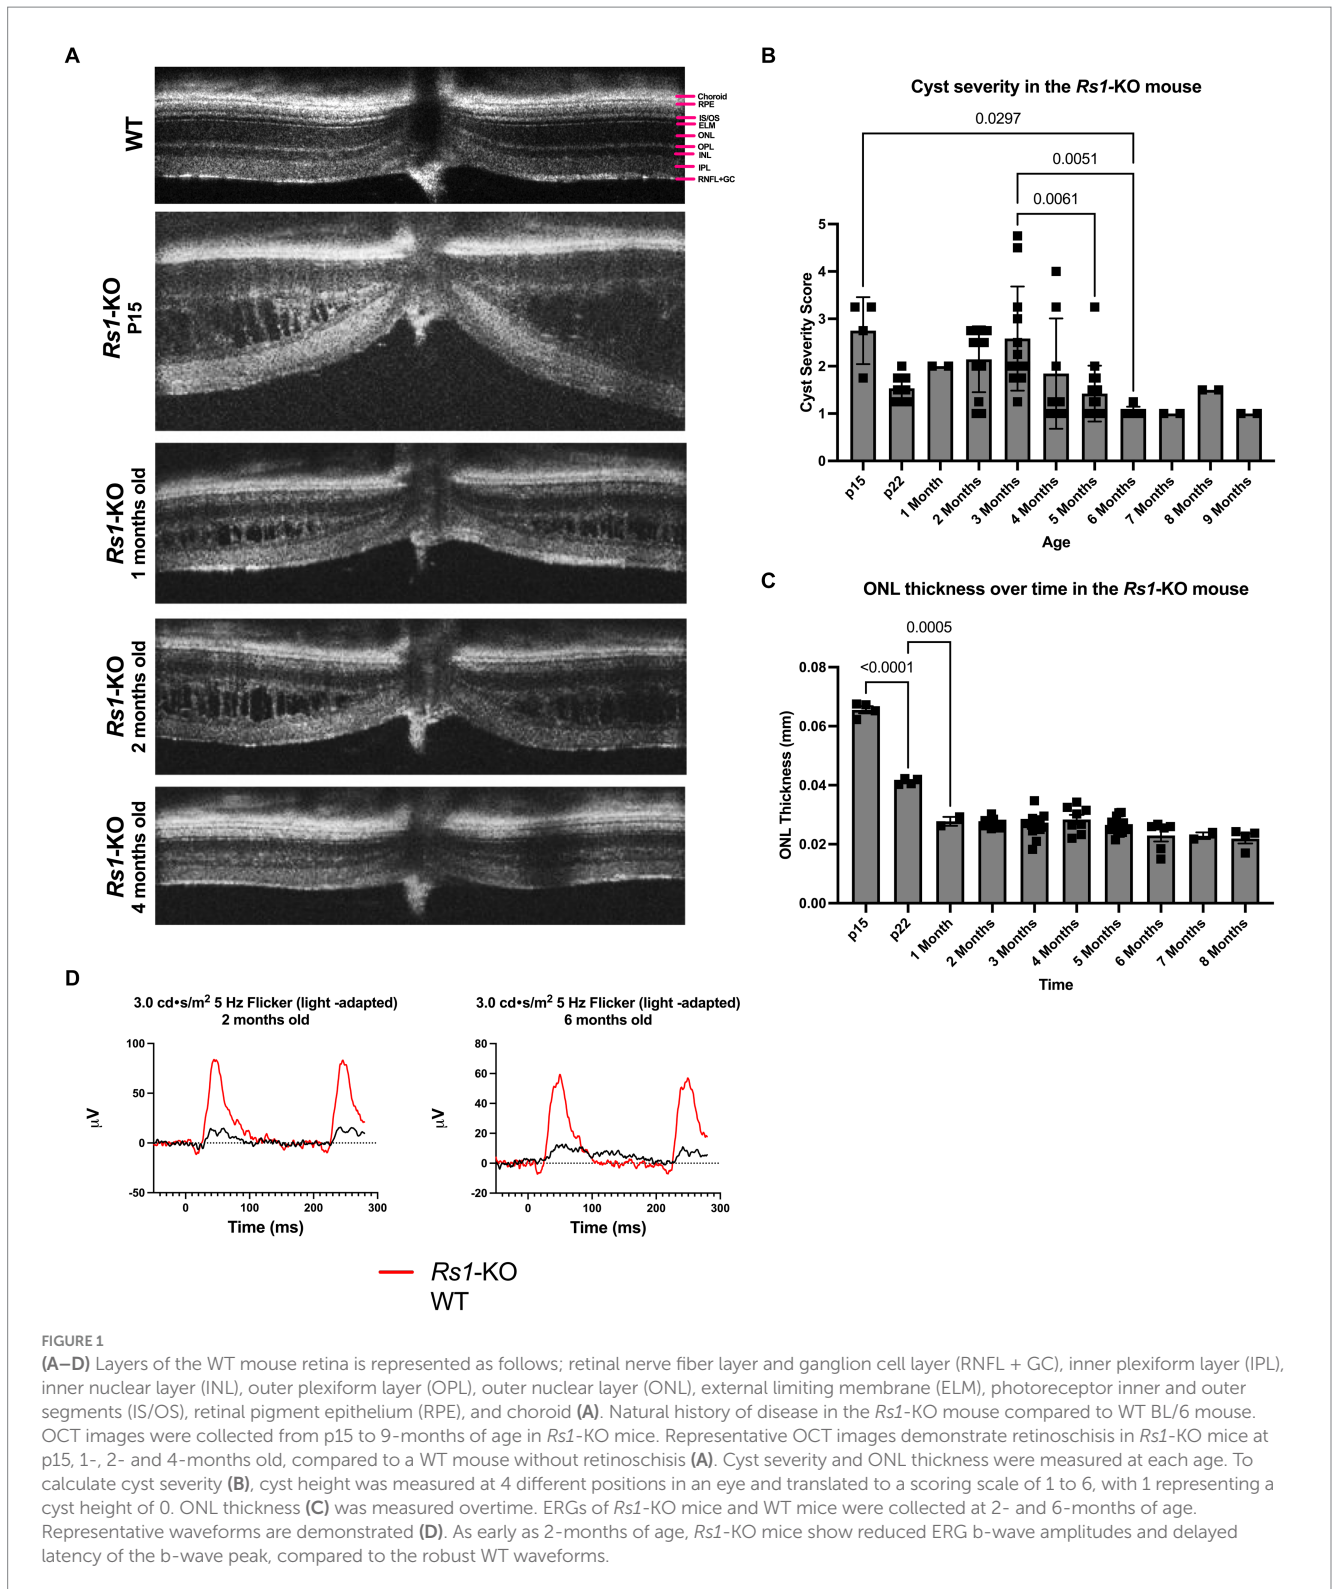 A
WT
Choroid
RPE
IS/OS
ELM
ONL
OPL
INL
IPL
RNFL+GC
Rs1-KO
P15
Rs1-KO
1 months old
Rs1-KO
2 months old
Rs1-KO
4 months old
B
Cyst severity in the Rs1-KO mouse
0.0297
0.0051
0.0061
Cyst Severity Score
5
4
3
2
1
0
p15
p22
1 Month
2 Months
3 Months
4 Months
5 Months
6 Months
7 Months
8 Months
9 Months
Age
C
ONL thickness over time in the Rs1-KO mouse
0.0005
<0.0001
ONL Thickness (mm)
0.08
0.06
0.04
0.02
0.00
p15
p22
1 Month
2 Months
3 Months
4 Months
5 Months
6 Months
7 Months
8 Months
Time
D
3.0 cd•s/m² 5 Hz Flicker (light -adapted)
2 months old
µV
100
50
0
-50
0 100 200 300
Time (ms)
3.0 cd•s/m² 5 Hz Flicker (light -adapted)
6 months old
µV
80
60
40
20
0
-20
0 100 200 300
Time (ms)
Rs1-KO
WT
FIGURE 1
(A–D) Layers of the WT mouse retina is represented as follows; retinal nerve fiber layer and ganglion cell layer (RNFL + GC), inner plexiform layer (IPL),
inner nuclear layer (INL), outer plexiform layer (OPL), outer nuclear layer (ONL), external limiting membrane (ELM), photoreceptor inner and outer
segments (IS/OS), retinal pigment epithelium (RPE), and choroid (A). Natural history of disease in the Rs1-KO mouse compared to WT BL/6 mouse.
OCT images were collected from p15 to 9-months of age in Rs1-KO mice. Representative OCT images demonstrate retinoschisis in Rs1-KO mice at
p15, 1-, 2- and 4-months old, compared to a WT mouse without retinoschisis (A). Cyst severity and ONL thickness were measured at each age. To
calculate cyst severity (B), cyst height was measured at 4 different positions in an eye and translated to a scoring scale of 1 to 6, with 1 representing a
cyst height of 0. ONL thickness (C) was measured overtime. ERGs of Rs1-KO mice and WT mice were collected at 2- and 6-months of age.
Representative waveforms are demonstrated (D). As early as 2-months of age, Rs1-KO mice show reduced ERG b-wave amplitudes and delayed
latency of the b-wave peak, compared to the robust WT waveforms.